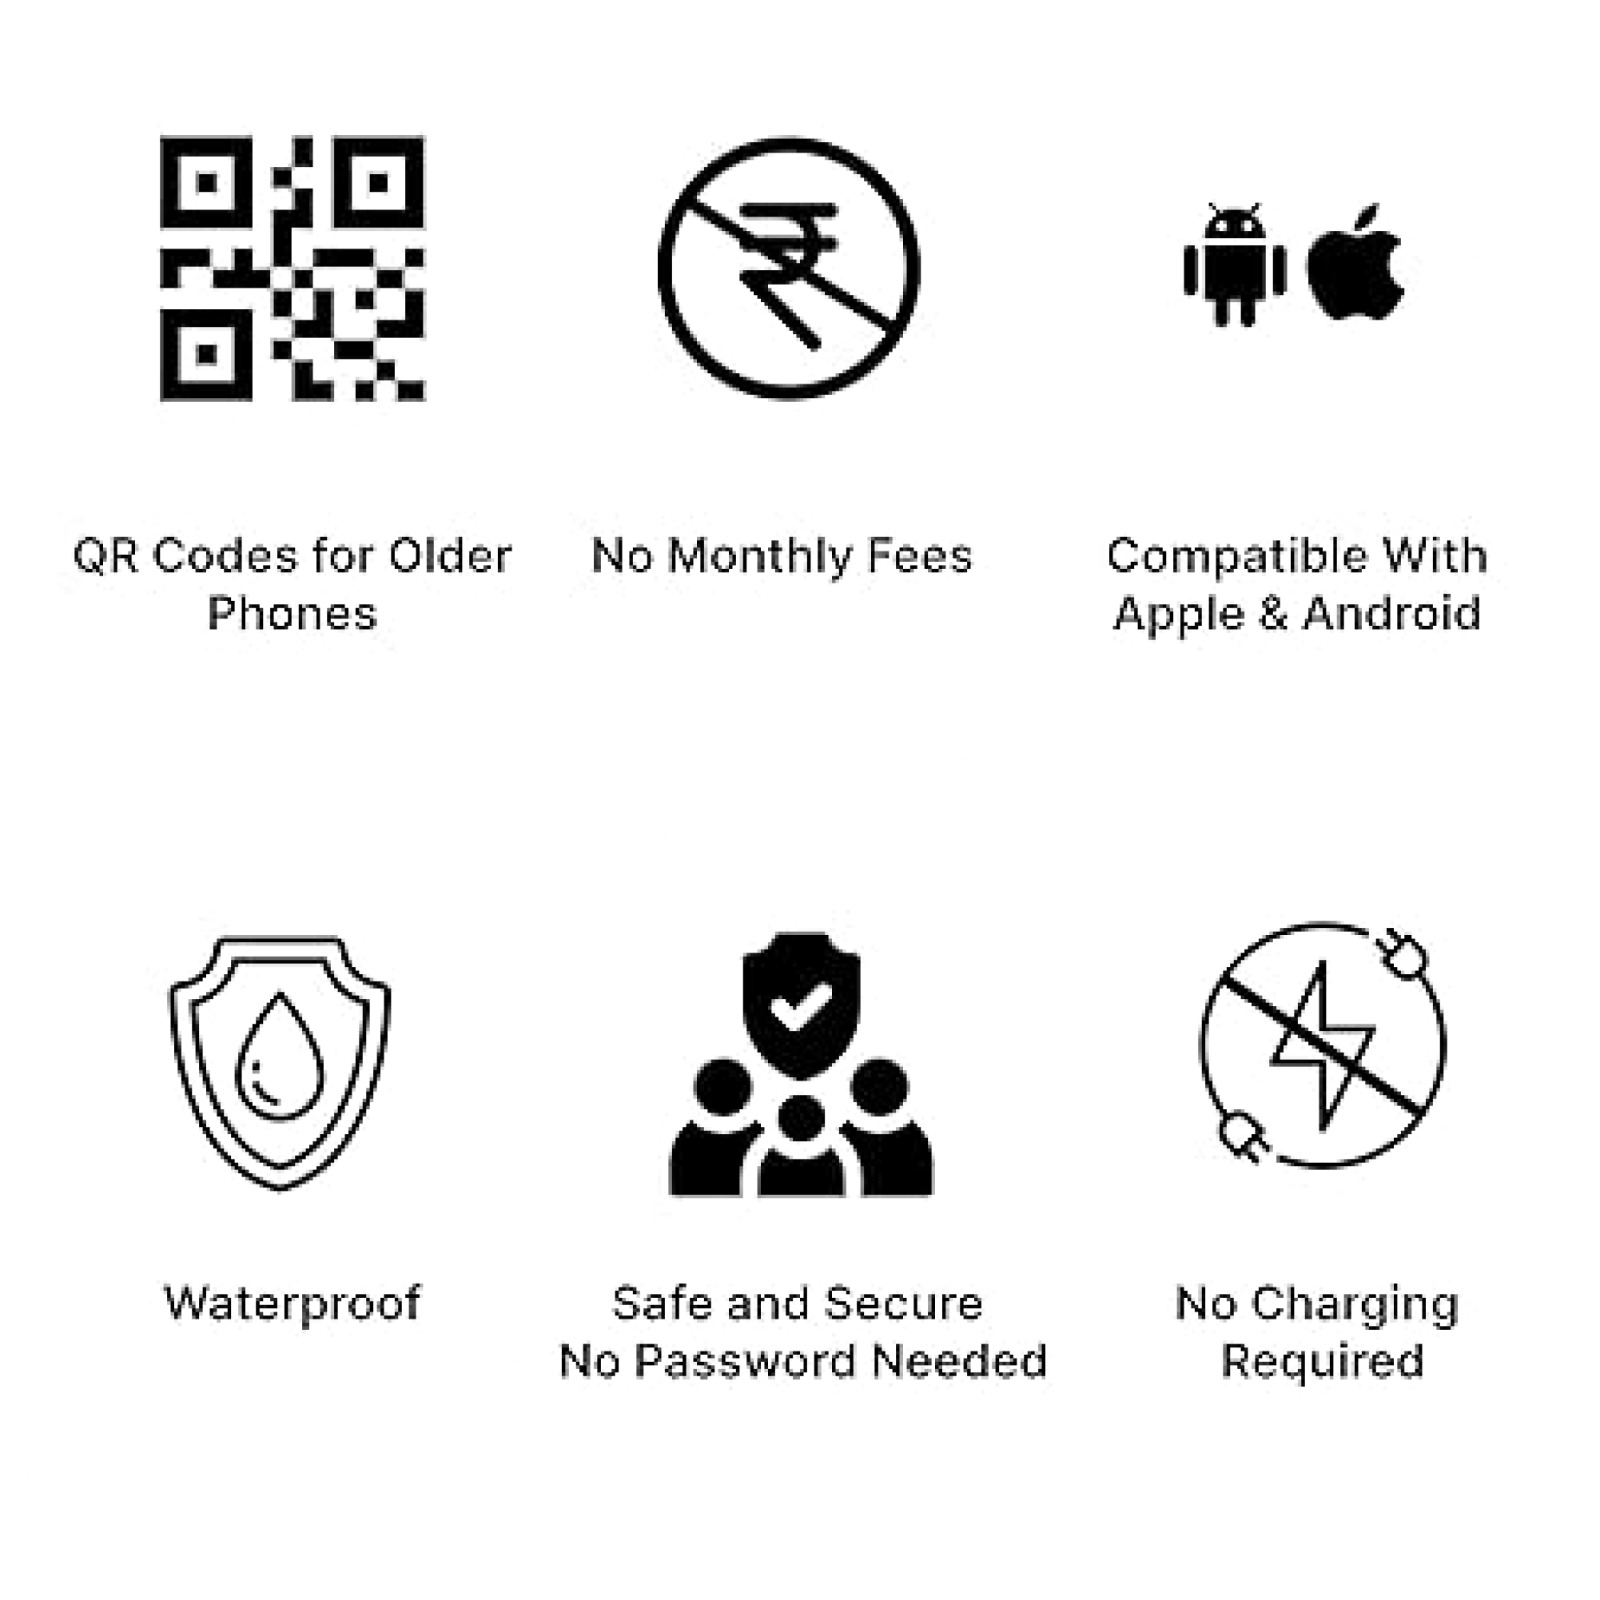 QR Codes for Older
Phones
No Monthly Fees
Compatible With
Apple & Android
Waterproof
Safe and Secure
No Password Needed
No Charging
Required